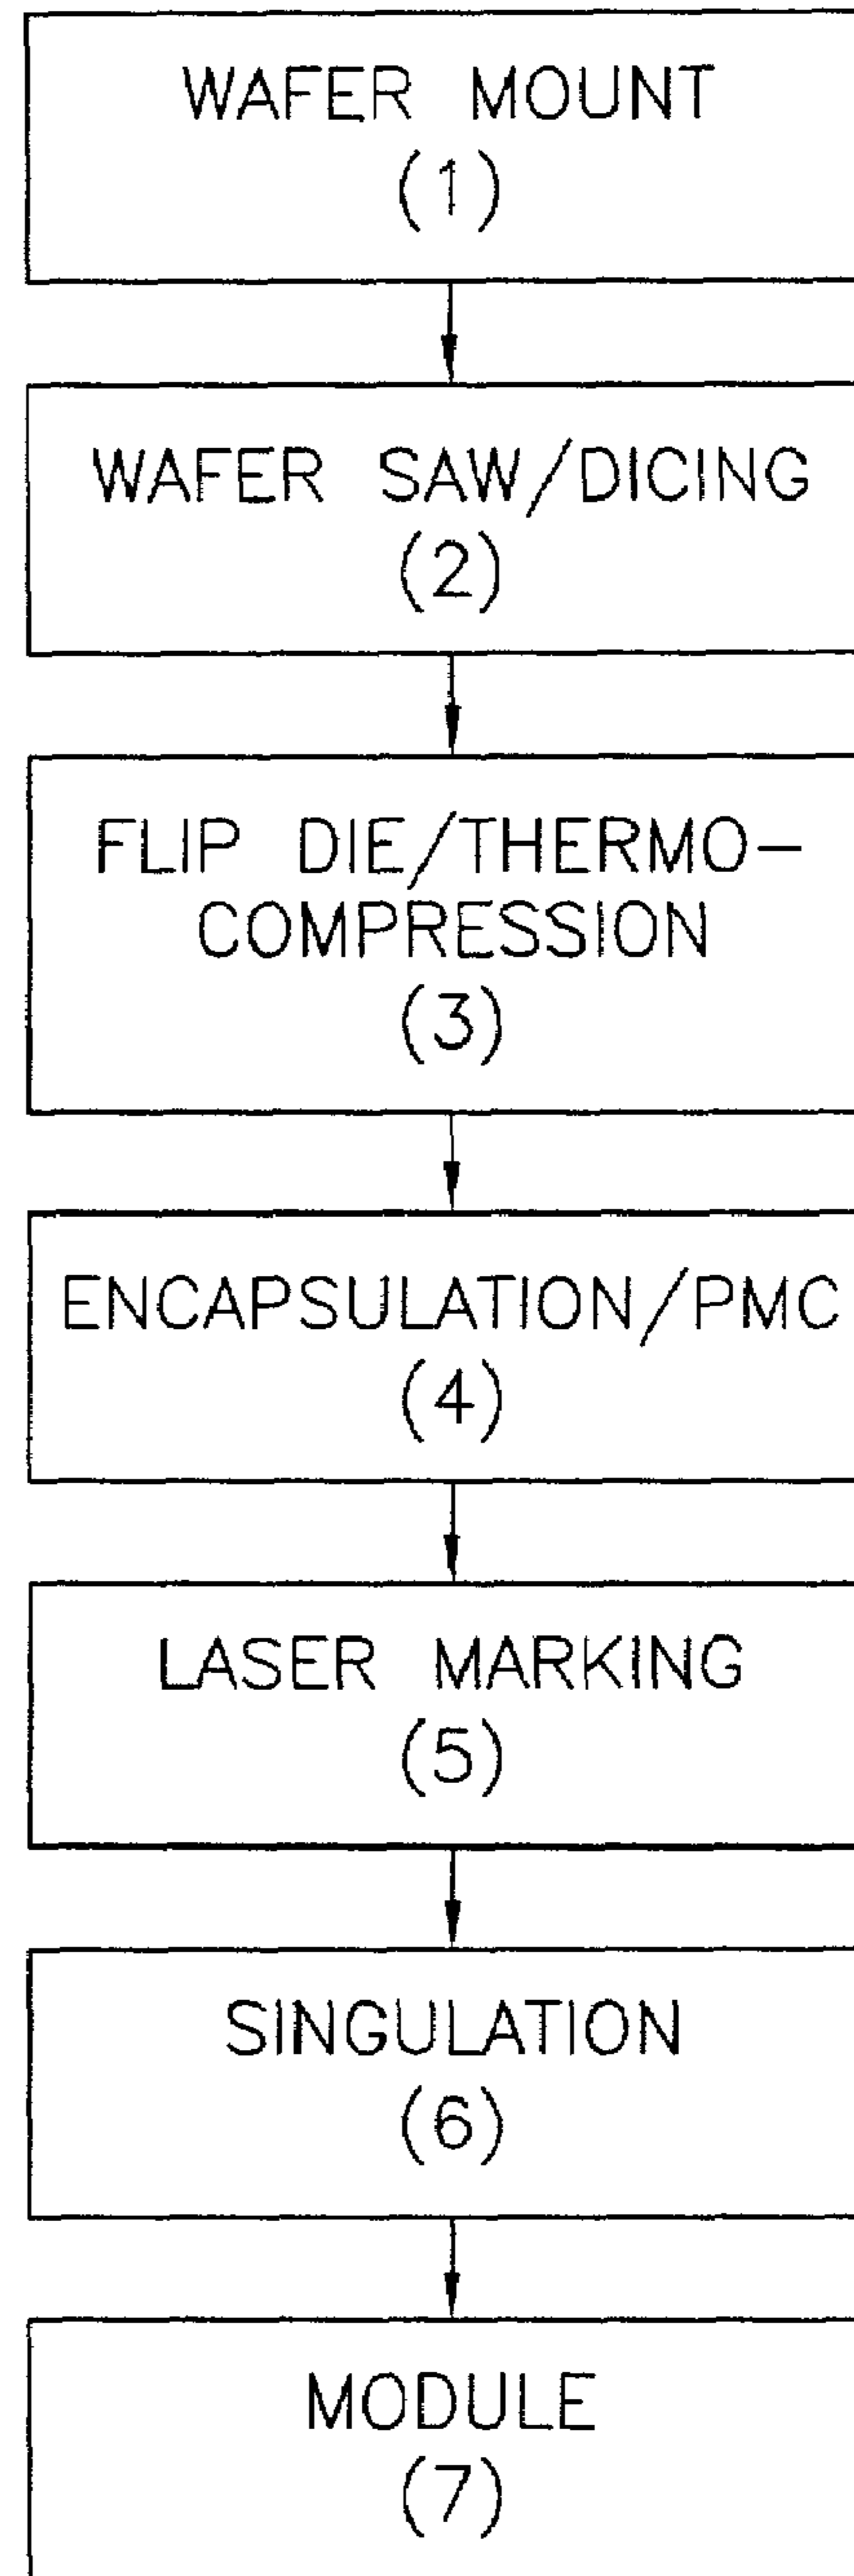 WAFER MOUNT
(1)
WAFER SAW/DICING
(2)
FLIP DIE/THERMO-
COMPRESSION
(3)
ENCAPSULATION/PMC
(4)
LASER MARKING
(5)
SINGULATION
(6)
MODULE
(7)